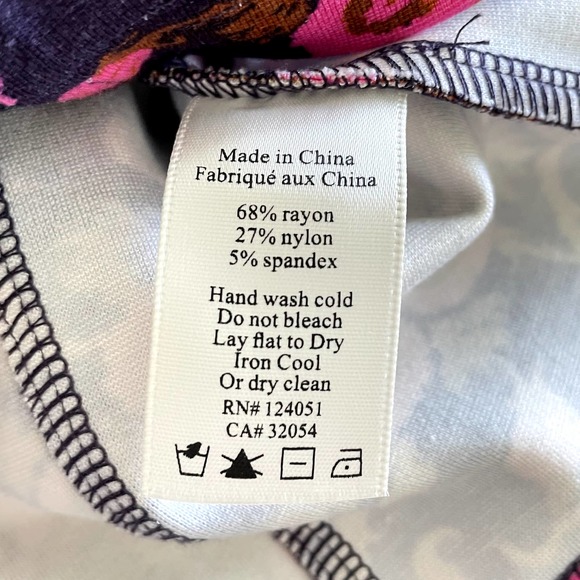 Made in China
Fabriqué aux China
68% rayon
27% nylon
5% spandex
Hand wash cold
Do not bleach
Lay flat to Dry
Iron Cool
Or dry clean
RN# 124051
CA# 32054